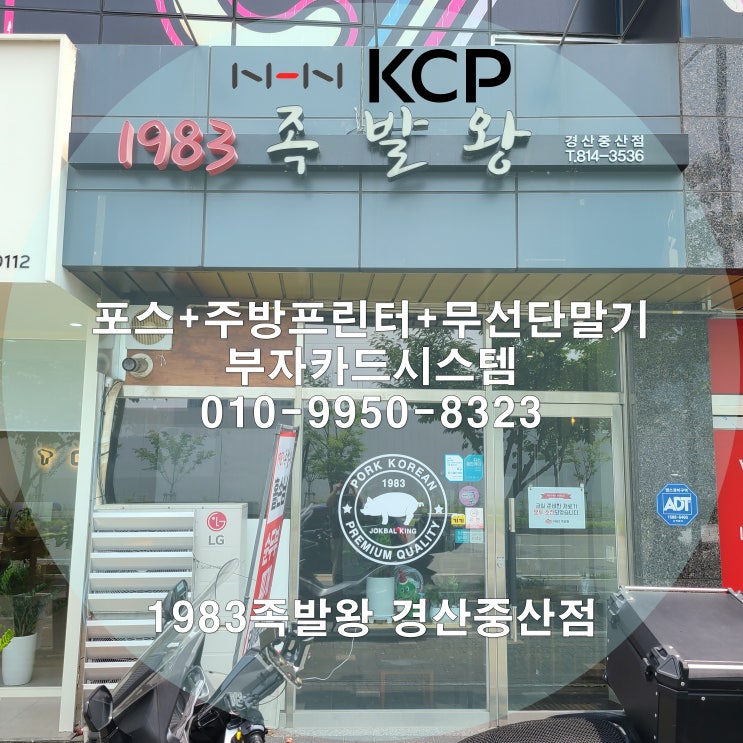 NHN KCP
1983 족발왕
경산중산점
T.814-3536
0112
포스+주방프린터+무선단말기
부자카드시스템
010-9950-8323
PORK KOREAN
1983
JOKBAL KING
PREMIUM QUALITY
LG
ADT
1983족발왕 경산중산점